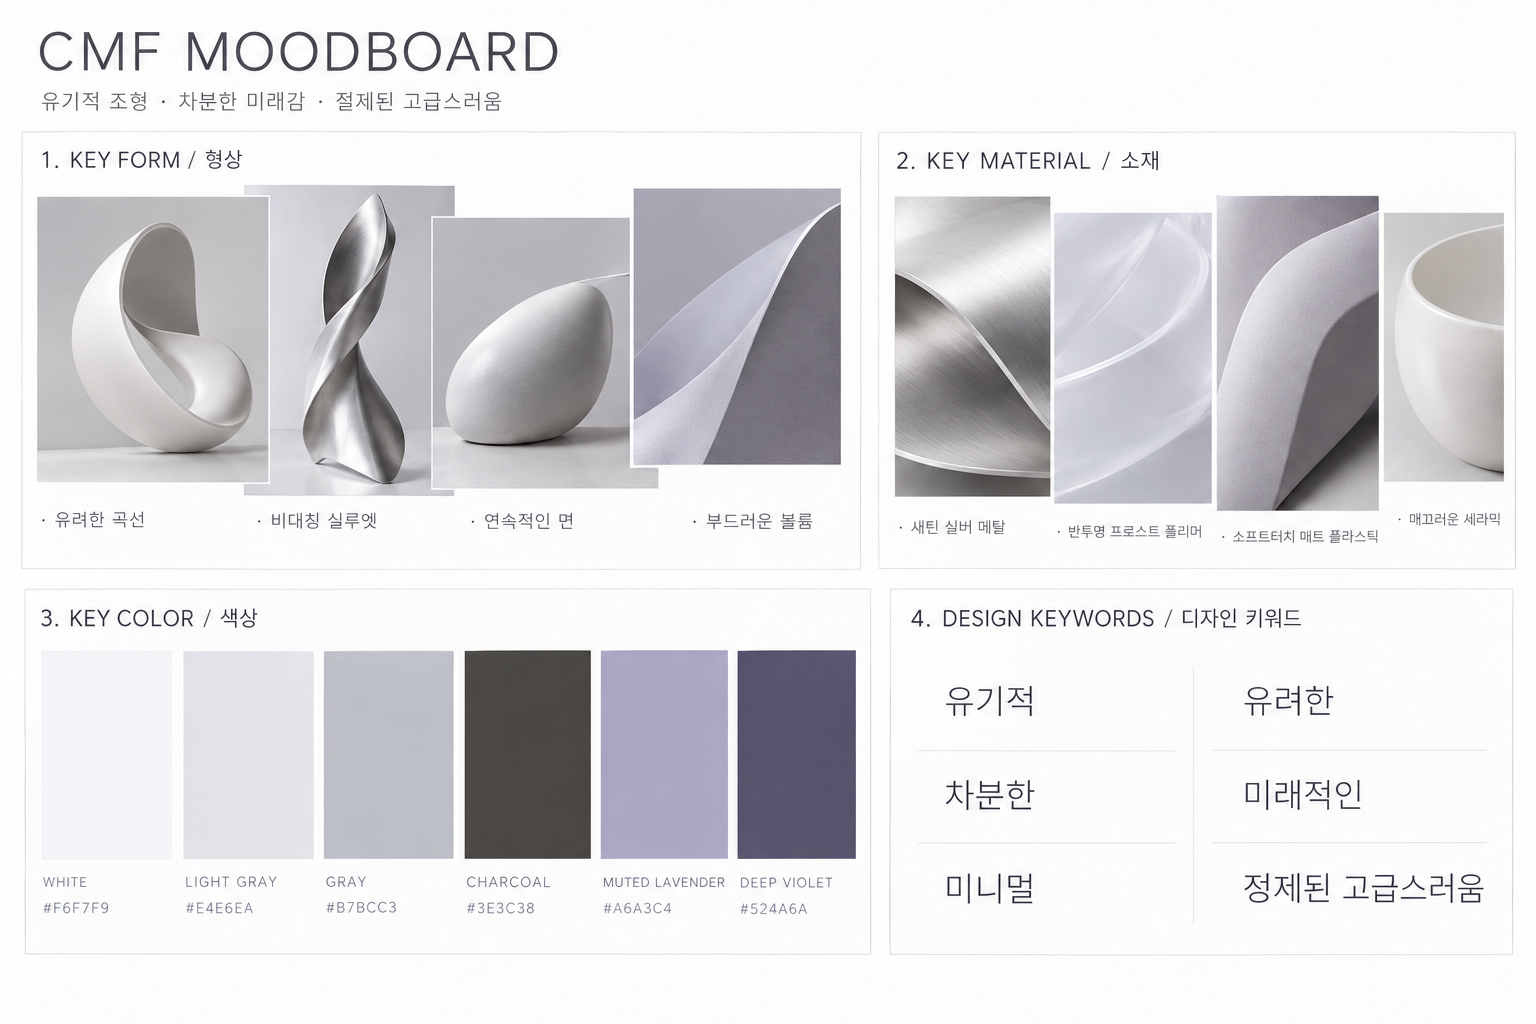 CMF MOODBOARD
유기적 조형 · 차분한 미래감 · 절제된 고급스러움
1. KEY FORM / 형상
· 유려한 곡선
· 비대칭 실루엣
· 연속적인 면
· 부드러운 볼륨
2. KEY MATERIAL / 소재
· 새틴 실버 메탈
· 반투명 프로스트 폴리머
· 소프트터치 매트 플라스틱
· 매끄러운 세라믹
3. KEY COLOR / 색상
WHITE
#F6F7F9
LIGHT GRAY
#E4E6EA
GRAY
#B7BCC3
CHARCOAL
#3E3C38
MUTED LAVENDER
#A6A3C4
DEEP VIOLET
#524A6A
4. DESIGN KEYWORDS / 디자인 키워드
유기적
유려한
차분한
미래적인
미니멀
정제된 고급스러움